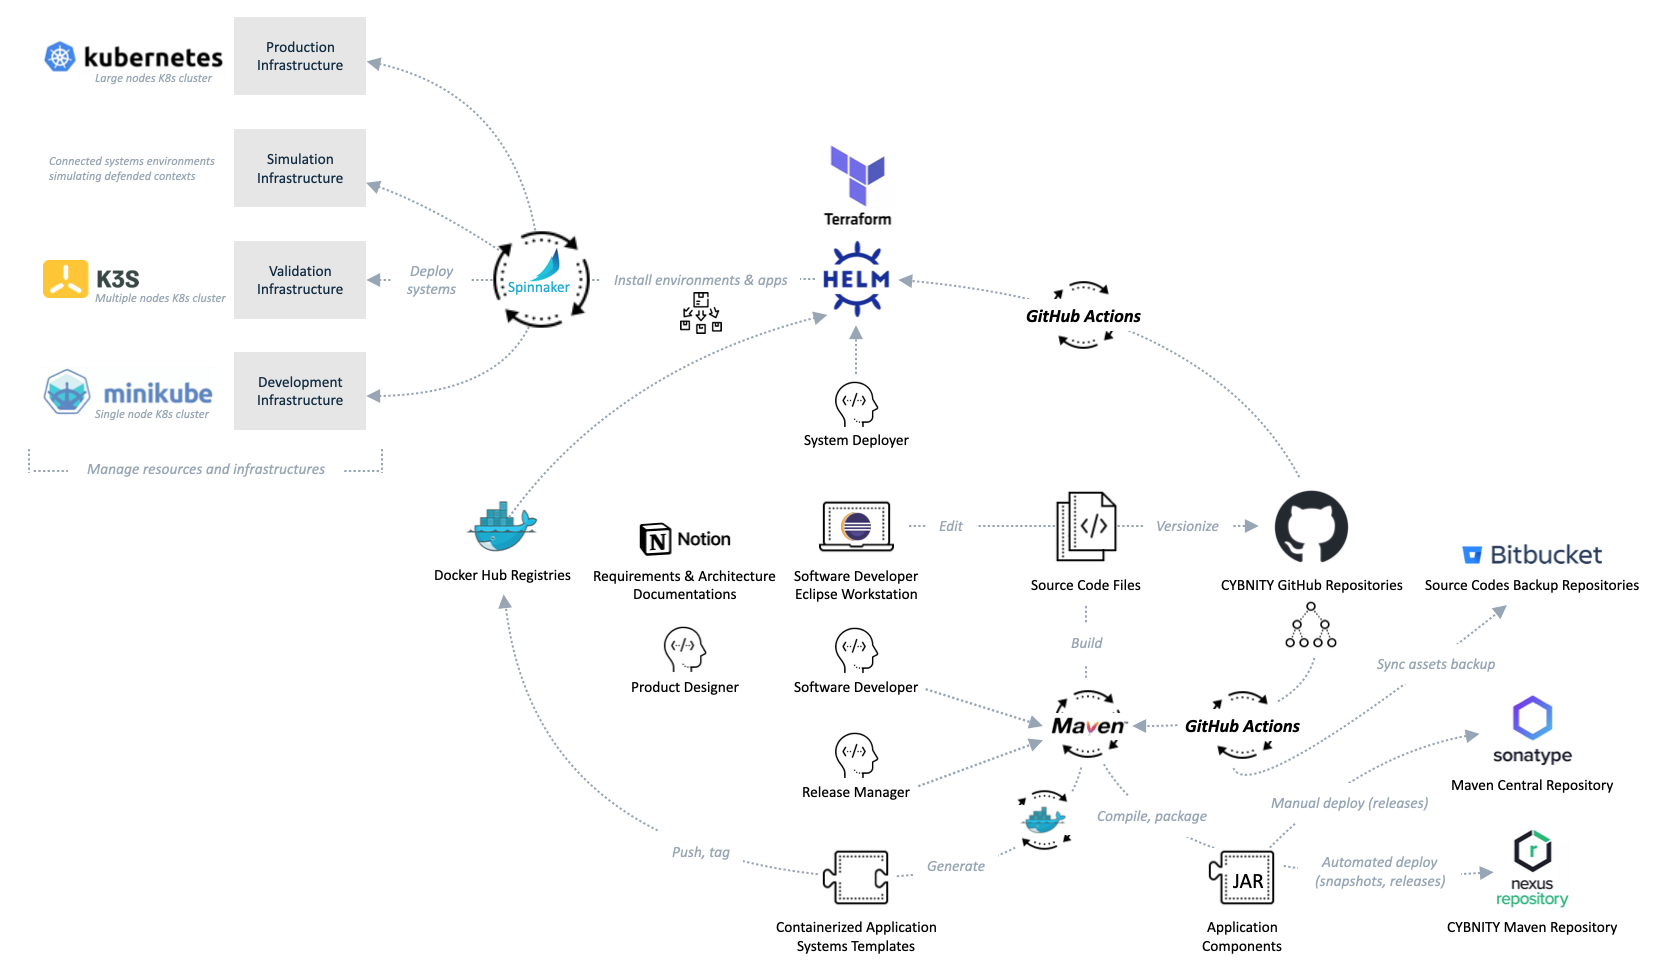 kubernetes
Large nodes K8s cluster
Production
Infrastructure
Connected systems environments
simulating defended contexts
Simulation
Infrastructure
K3S
Multiple nodes K8s cluster
Validation
Infrastructure
minikube
Single node K8s cluster
Development
Infrastructure
Manage resources and infrastructures
Deploy
systems
Spinnaker
Install environments & apps
Terraform
HELM
GitHub Actions
System Deployer
Docker Hub Registries
N Notion
Requirements & Architecture
Documentations
Product Designer
Software Developer
Eclipse Workstation
Edit
Source Code Files
Versionize
CYBNITY GitHub Repositories
Bitbucket
Source Codes Backup Repositories
Build
Sync assets backup
Software Developer
Release Manager
Maven™
GitHub Actions
sonatype
Maven Central Repository
Manual deploy (releases)
Compile, package
Push, tag
Generate
Containerized Application
Systems Templates
JAR
Application
Components
Automated deploy
(snapshots, releases)
r
nexus
repository
CYBNITY Maven Repository